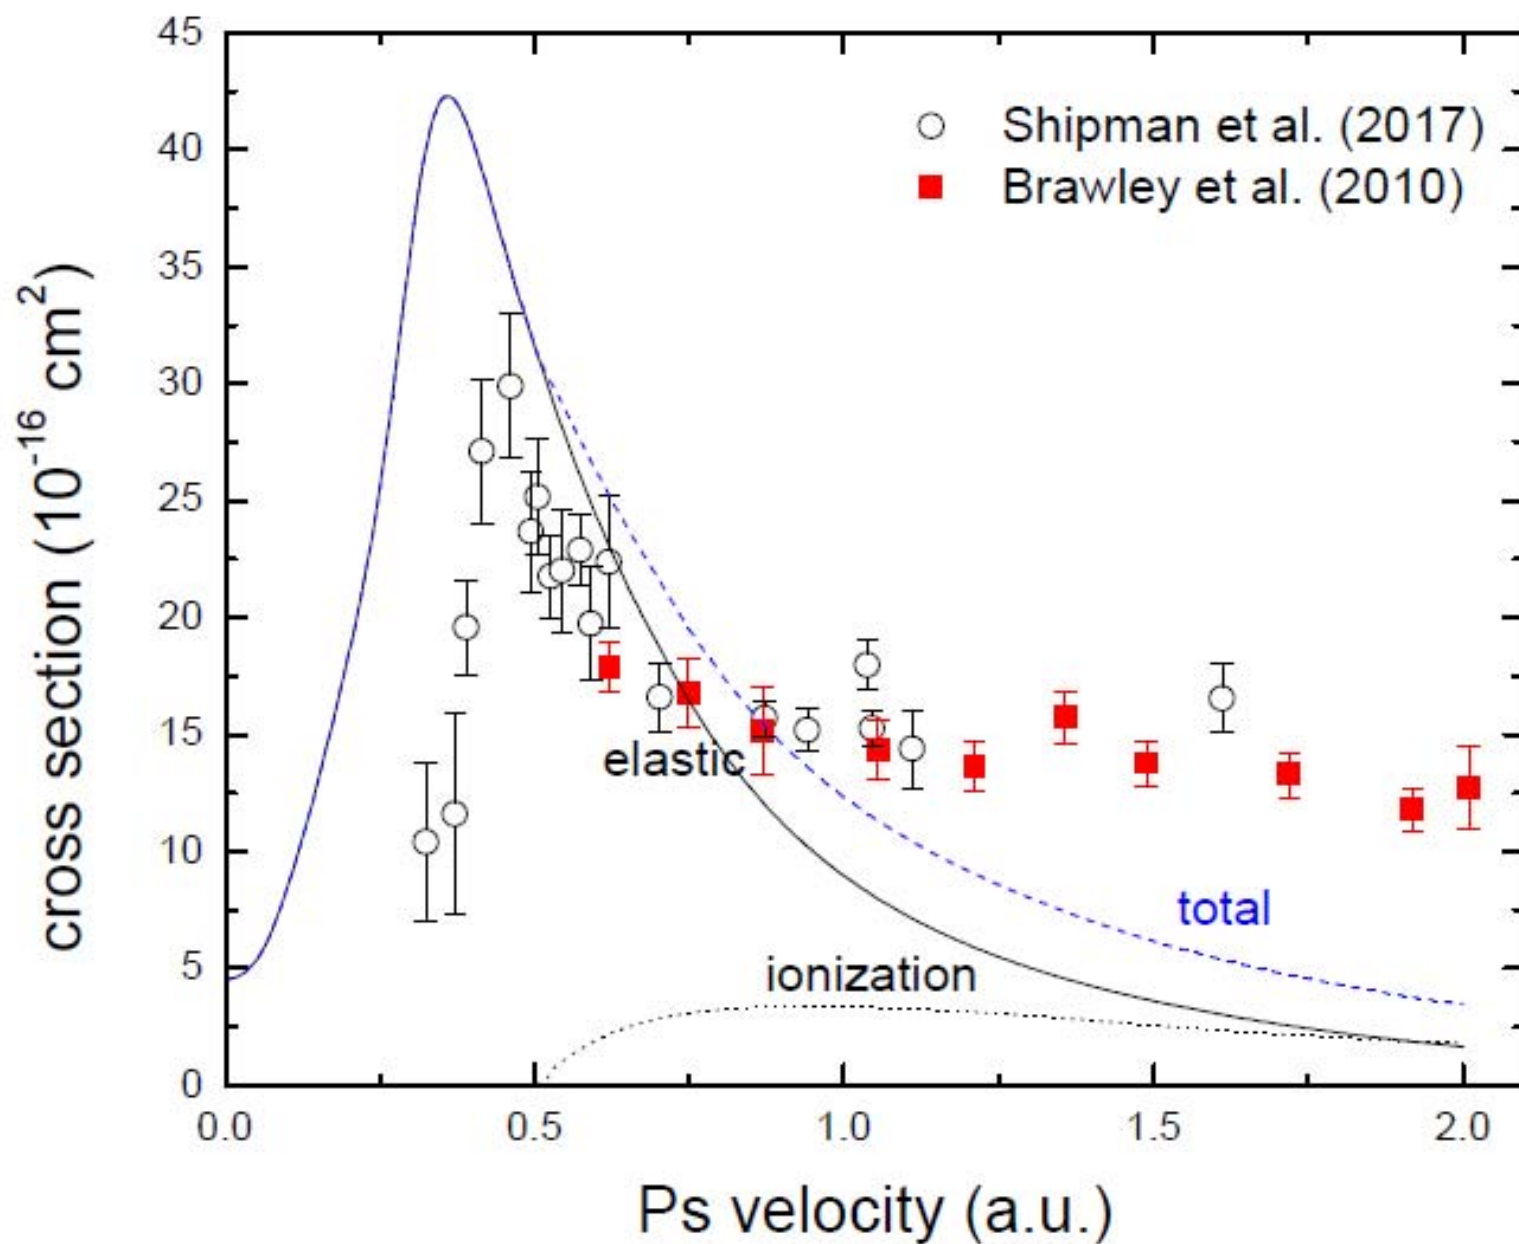 45
40
35
30
25
20
15
10
5
0
cross section (10⁻¹⁶ cm²)
Shipman et al. (2017)
Brawley et al. (2010)
elastic
total
ionization
0.0 0.5 1.0 1.5 2.0
Ps velocity (a.u.)